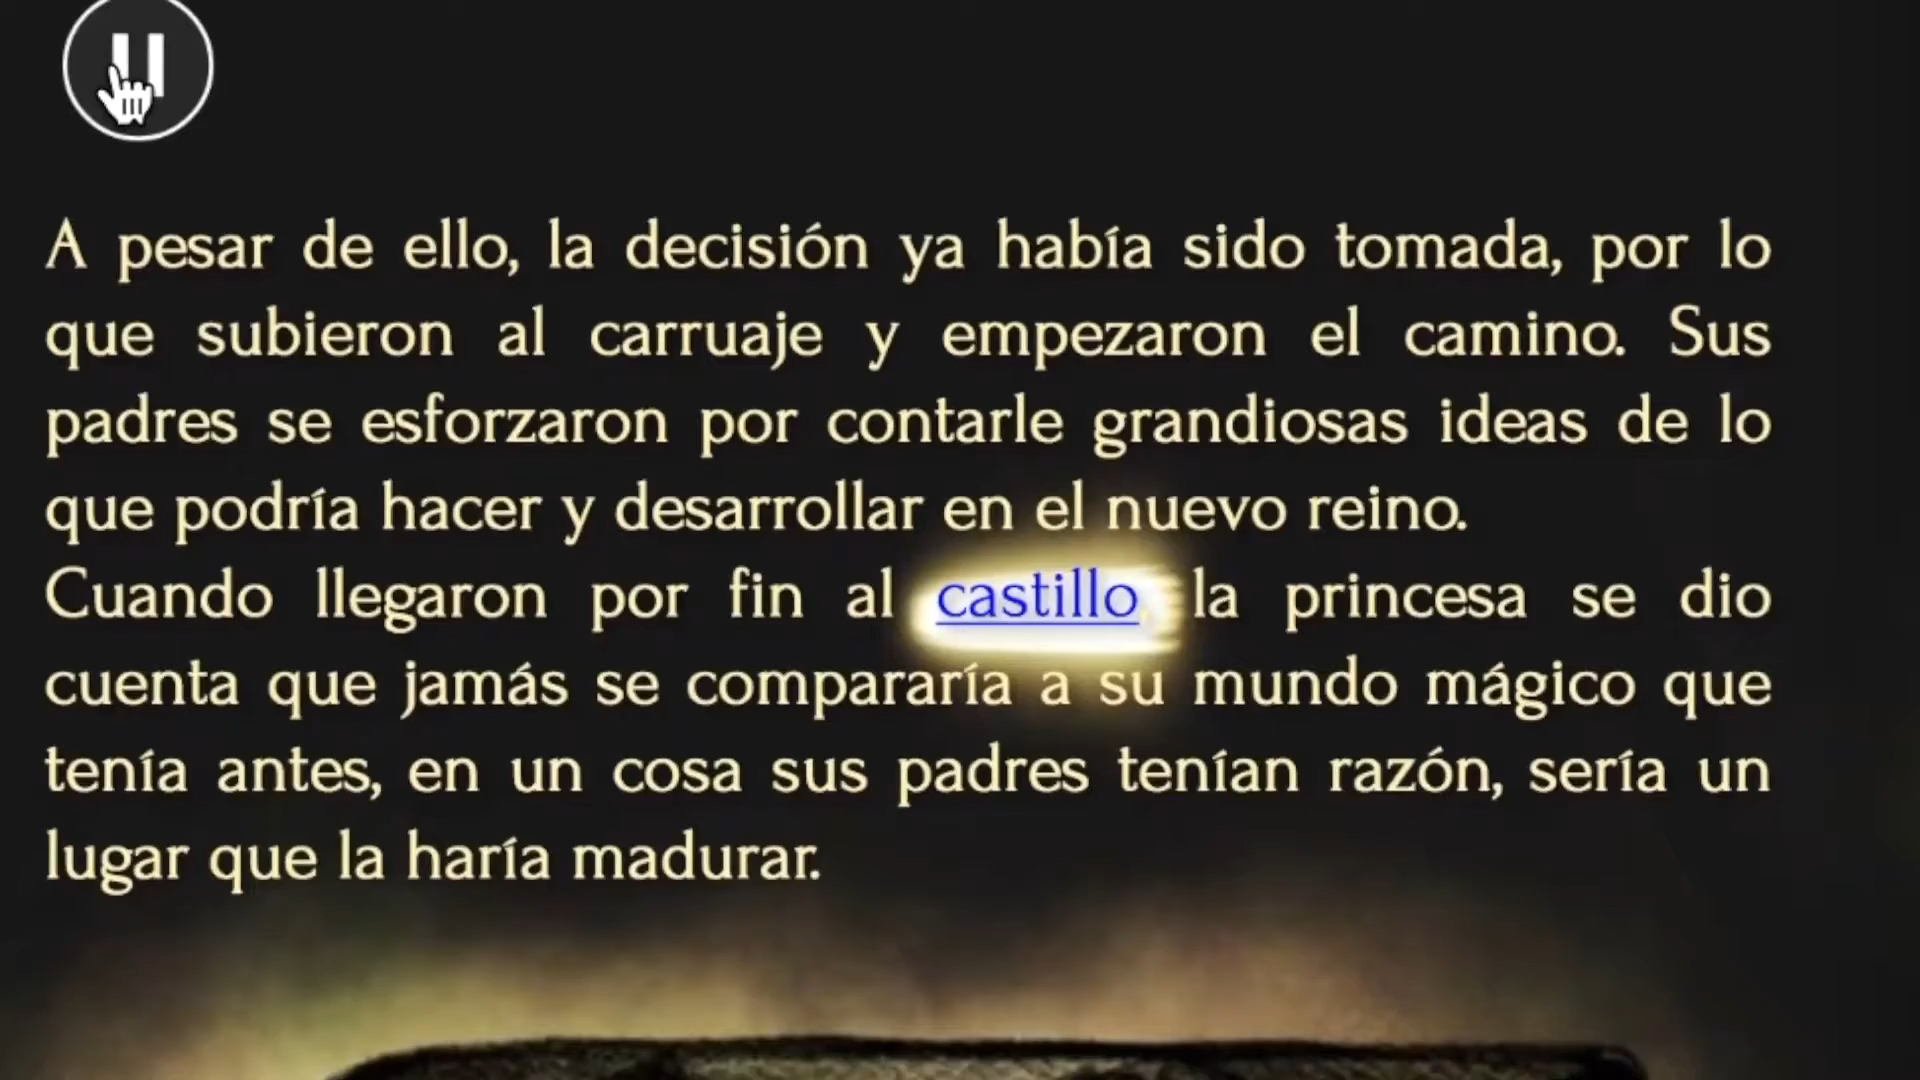 A pesar de ello, la decisión ya había sido tomada, por lo
que subieron al carruaje y empezaron el camino. Sus
padres se esforzaron por contarle grandiosas ideas de lo
que podría hacer y desarrollar en el nuevo reino.
Cuando llegaron por fin al castillo, la princesa se dio
cuenta que jamás se compararía a su mundo mágico que
tenía antes, en un cosa sus padres tenían razón, sería un
lugar que la haría madurar.